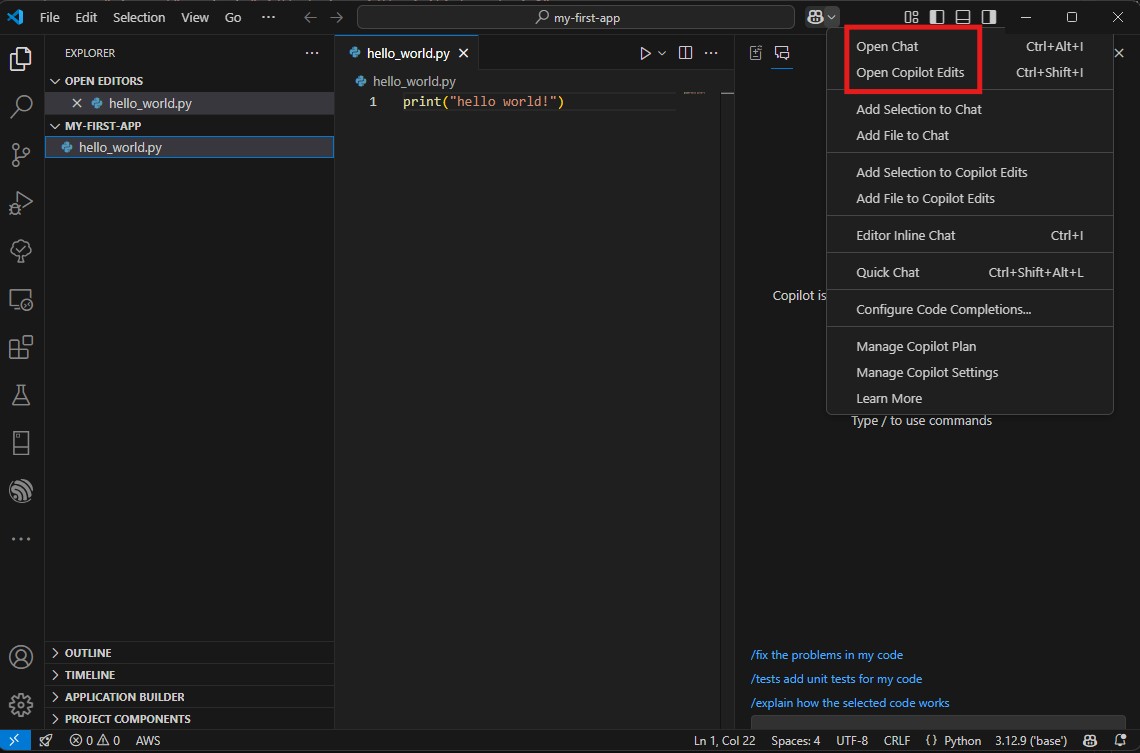 File Edit Selection View Go ··· my-first-app
EXPLORER ···
OPEN EDITORS
hello_world.py
MY-FIRST-APP
hello_world.py
OUTLINE
TIMELINE
APPLICATION BUILDER
PROJECT COMPONENTS
hello_world.py
hello_world.py
1 print("hello world!")
Open Chat Ctrl+Alt+I
Open Copilot Edits Ctrl+Shift+I
Add Selection to Chat
Add File to Chat
Add Selection to Copilot Edits
Add File to Copilot Edits
Editor Inline Chat Ctrl+I
Quick Chat Ctrl+Shift+Alt+L
Configure Code Completions...
Manage Copilot Plan
Manage Copilot Settings
Learn More
Copilot is
Type / to use commands
/fix the problems in my code
/tests add unit tests for my code
/explain how the selected code works
0 0 AWS Ln 1, Col 22 Spaces: 4 UTF-8 CRLF {} Python 3.12.9 ('base')